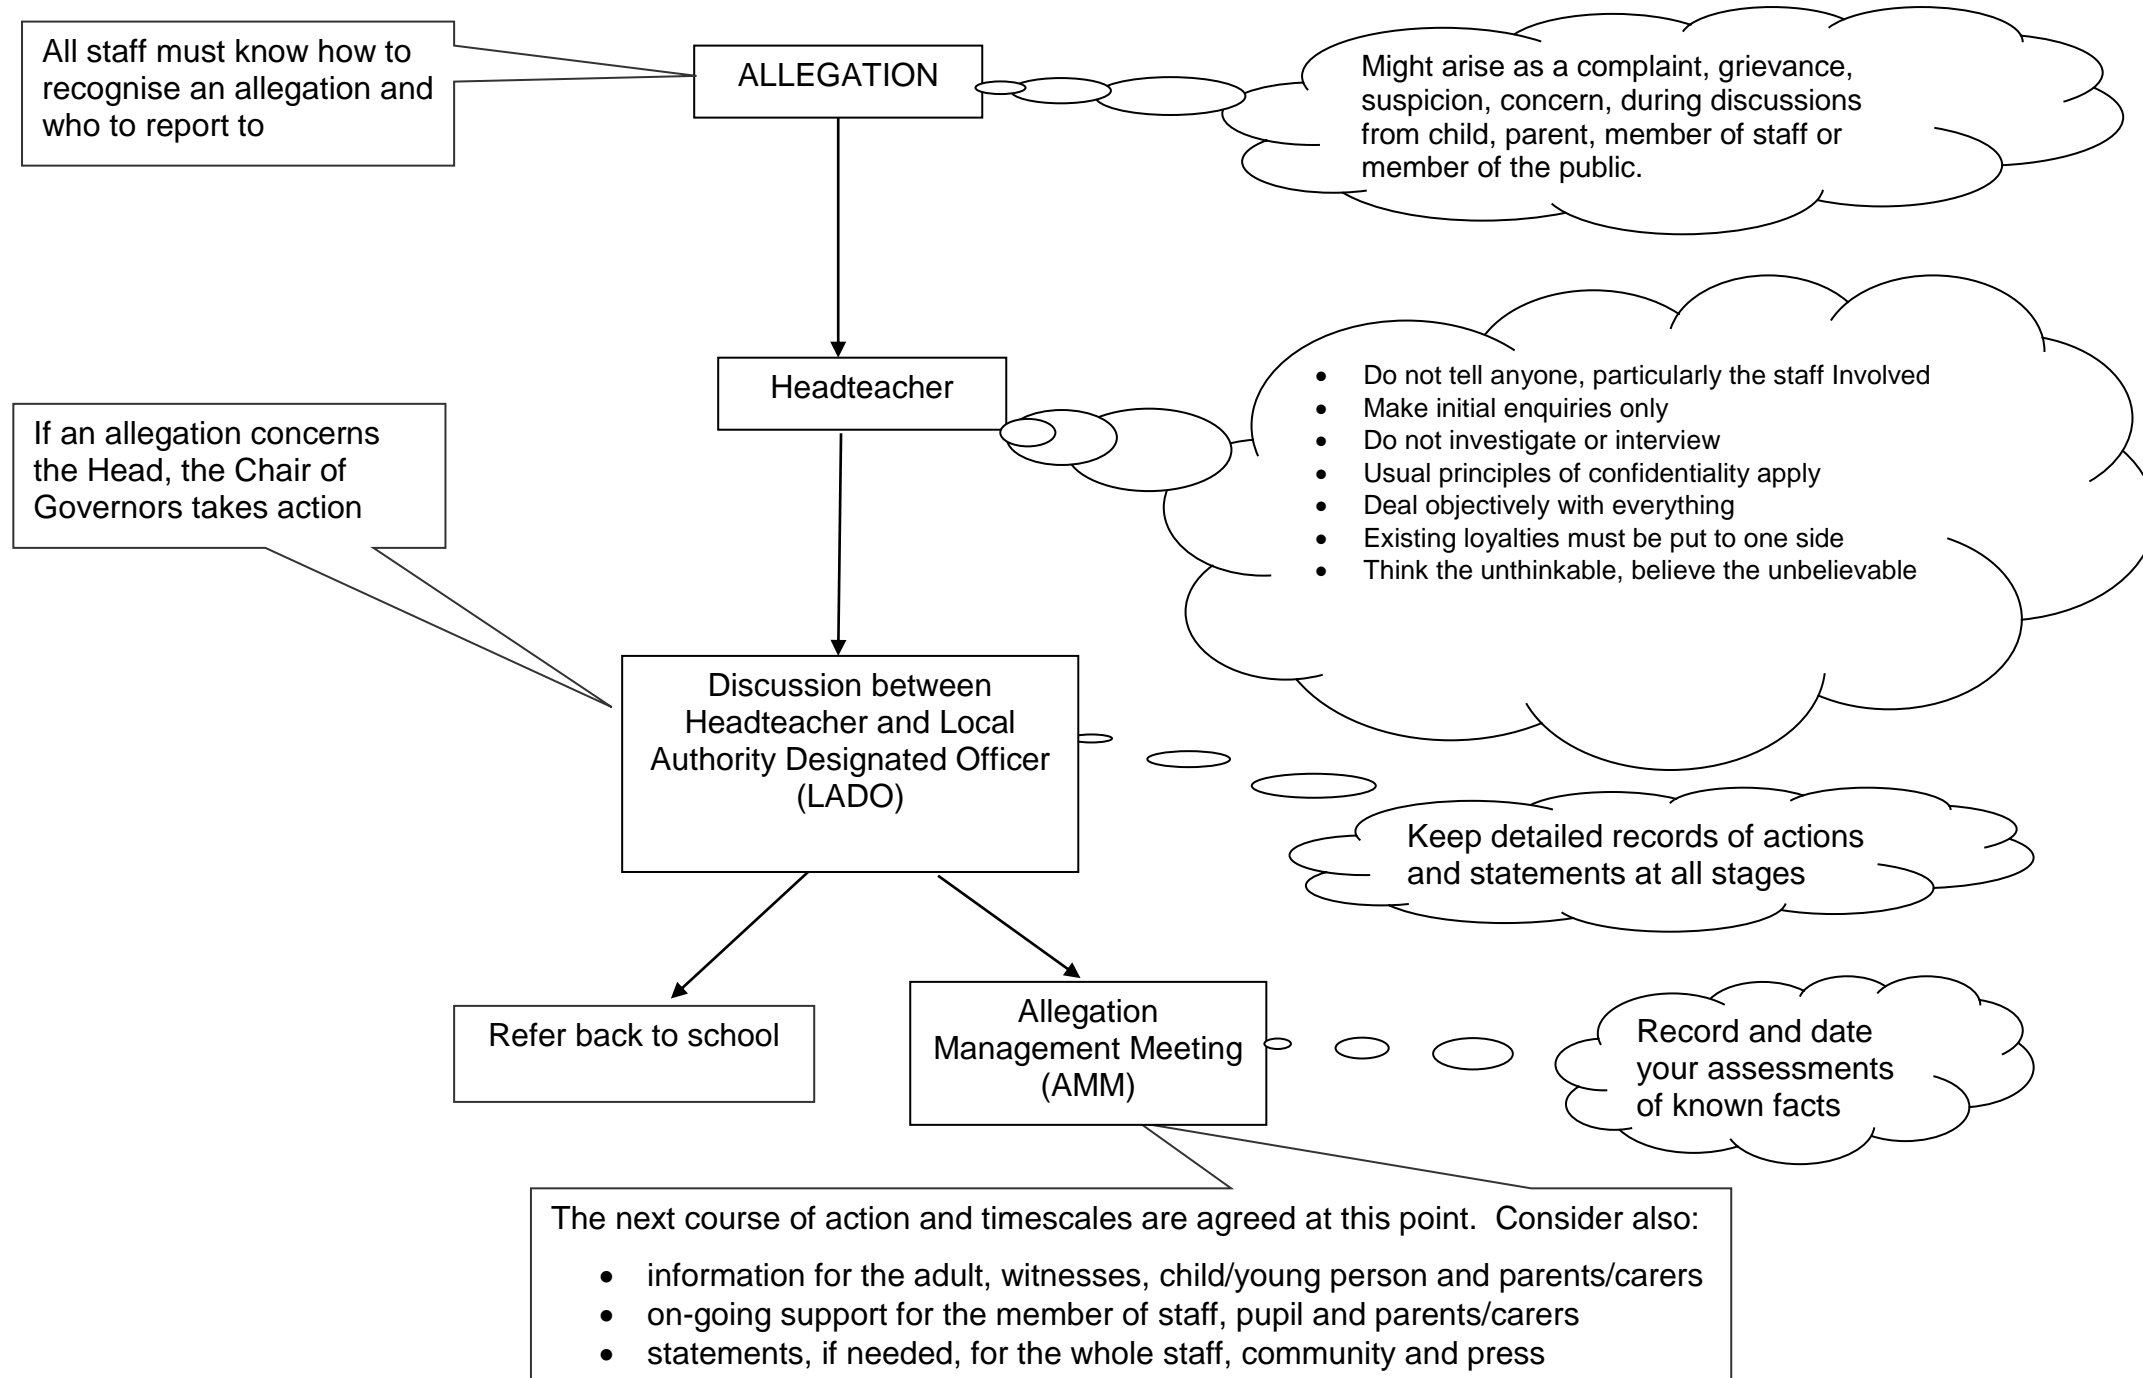 All staff must know how to
recognise an allegation and
who to report to
ALLEGATION
Might arise as a complaint, grievance,
suspicion, concern, during discussions
from child, parent, member of staff or
member of the public.
Headteacher
• Do not tell anyone, particularly the staff Involved
• Make initial enquiries only
• Do not investigate or interview
• Usual principles of confidentiality apply
• Deal objectively with everything
• Existing loyalties must be put to one side
• Think the unthinkable, believe the unbelievable
If an allegation concerns
the Head, the Chair of
Governors takes action
Discussion between
Headteacher and Local
Authority Designated Officer
(LADO)
Keep detailed records of actions
and statements at all stages
Refer back to school
Allegation
Management Meeting
(AMM)
Record and date
your assessments
of known facts
The next course of action and timescales are agreed at this point.  Consider also:
• information for the adult, witnesses, child/young person and parents/carers
• on-going support for the member of staff, pupil and parents/carers
• statements, if needed, for the whole staff, community and press